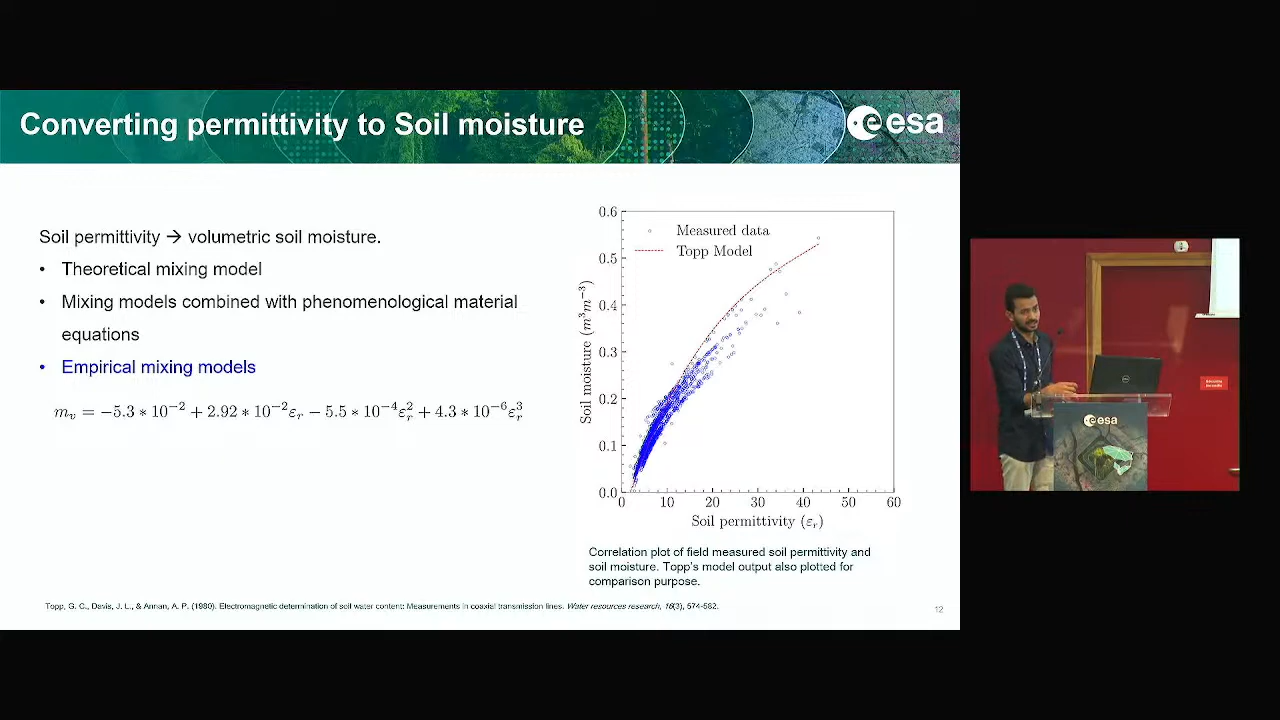 Converting permittivity to Soil moisture
esa
Soil permittivity → volumetric soil moisture.
• Theoretical mixing model
• Mixing models combined with phenomenological material
equations
• Empirical mixing models
m_v = −5.3 * 10^−2 + 2.92 * 10^−2 ε_r − 5.5 * 10^−4 ε_r^2 + 4.3 * 10^−6 ε_r^3
Measured data
Topp Model
0.6
0.5
0.4
0.3
0.2
0.1
0.0
Soil moisture (m^3m^−3)
0 10 20 30 40 50 60
Soil permittivity (ε_r)
Correlation plot of field measured soil permittivity and
soil moisture. Topp's model output also plotted for
comparison purpose.
Topp, G. C., Davis, J. L., & Annan, A. P. (1980). Electromagnetic determination of soil water content: Measurements in coaxial transmission lines. Water resources research, 16(3), 574-582.
12
esa